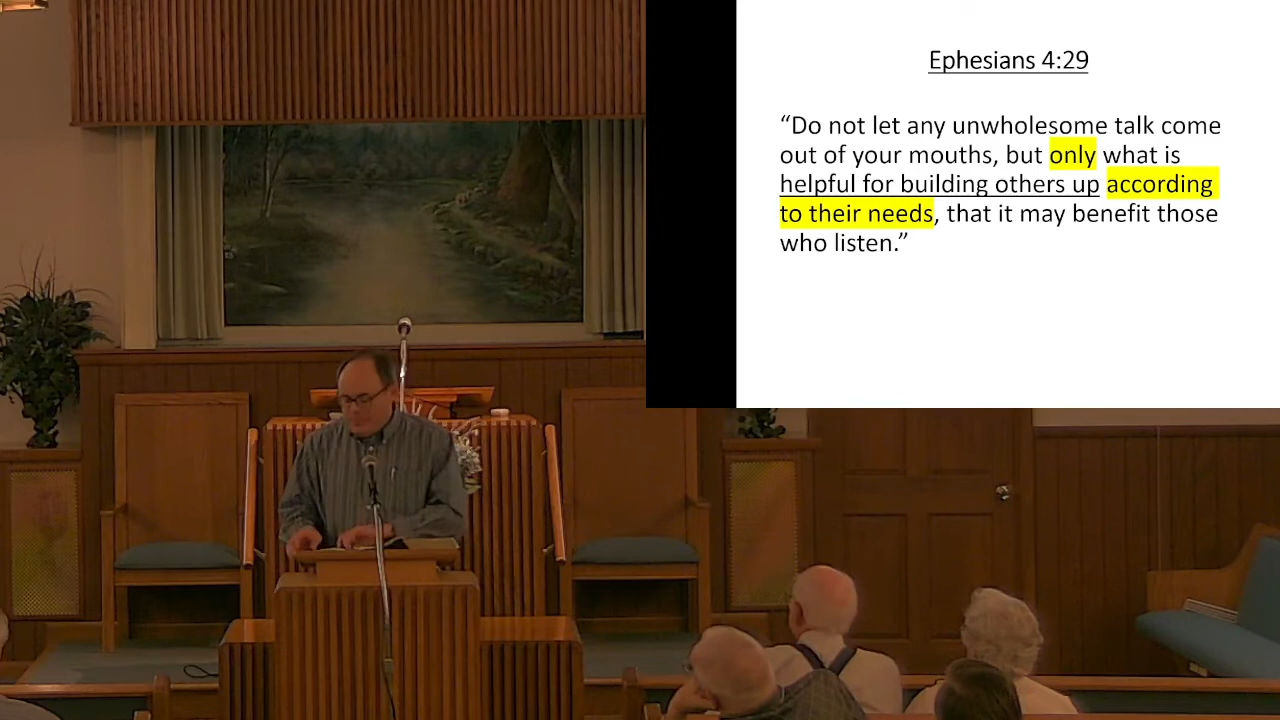 Ephesians 4:29
“Do not let any unwholesome talk come
out of your mouths, but only what is
helpful for building others up according
to their needs, that it may benefit those
who listen.”